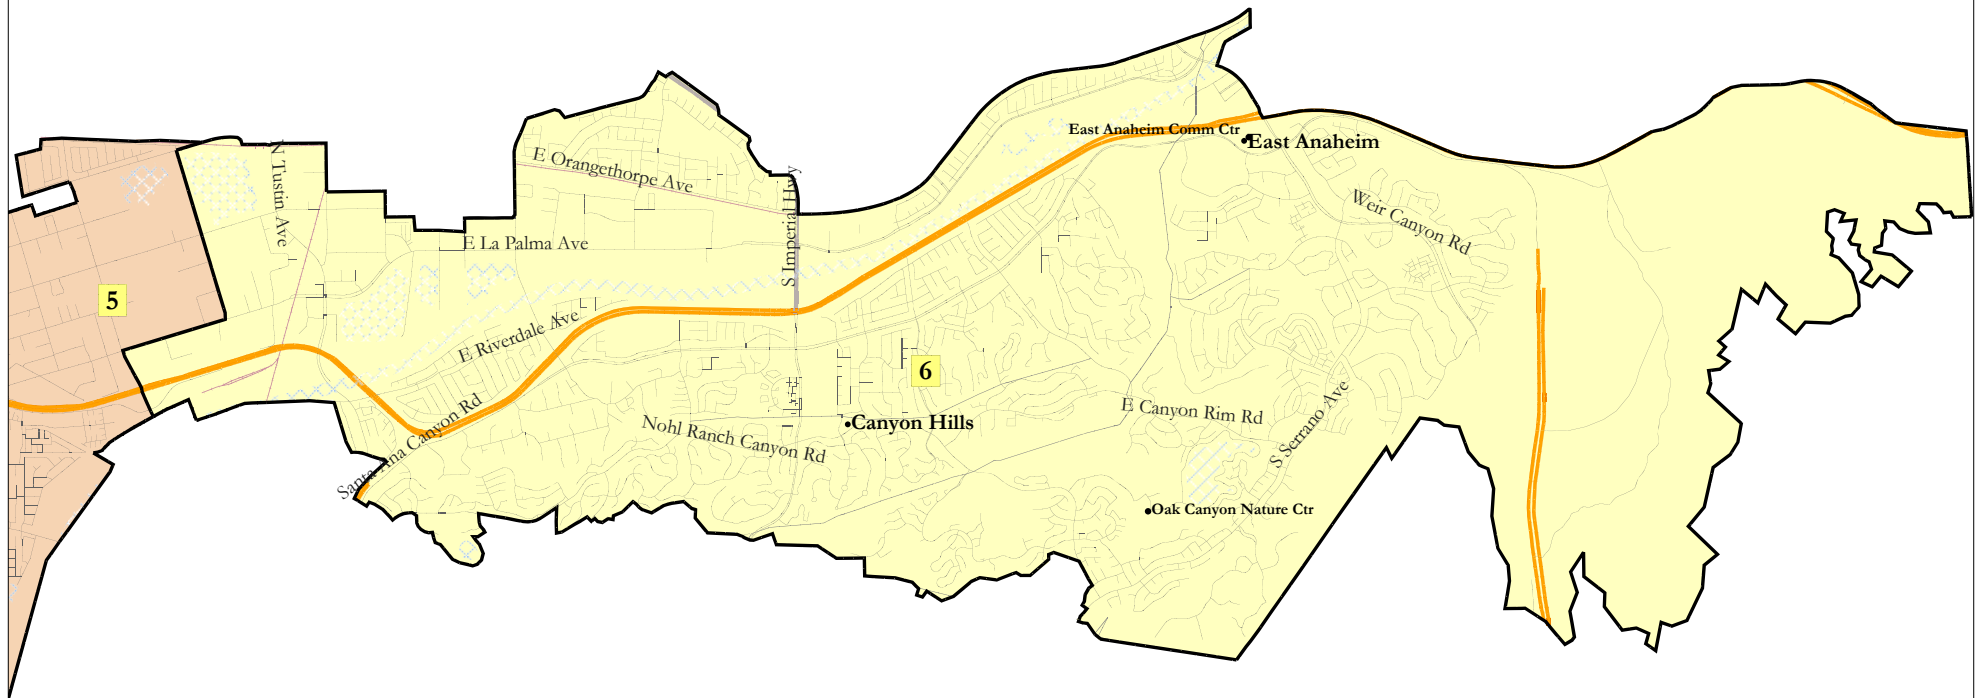 East Anaheim Comm Ctr
East Anaheim
N Tustin Ave
E Orangethorpe Ave
S Imperial Hwy
Weir Canyon Rd
E La Palma Ave
5
E Riverdale Ave
6
Santa Ana Canyon Rd
Nohl Ranch Canyon Rd
Canyon Hills
E Canyon Rim Rd
S Serrano Ave
Oak Canyon Nature Ctr